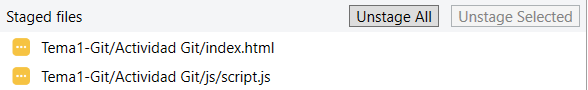 Staged files
Unstage All
Unstage Selected
Tema1-Git/Actividad Git/index.html
Tema1-Git/Actividad Git/js/script.js